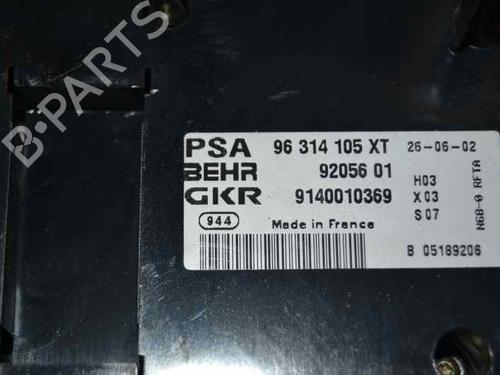 B-PARTS
PSA 96 314 105 XT 26-06-02
BEHR 92056 01 H03
GKR 9140010369 X03
944 Made in France S07
N68-0 RFTA
B 05189206